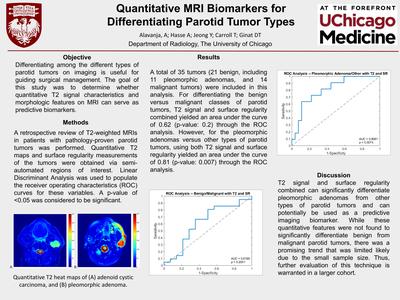 Quantitative MRI Biomarkers for
Differentiating Parotid Tumor Types
Alavanja, A; Hasse A; Jeong Y; Carroll T; Ginat DT
Department of Radiology, The University of Chicago
AT THE FOREFRONT
UChicago
Medicine
Objective
Differentiating among the different types of
parotid tumors on imaging is useful for
guiding surgical management. The goal of
this study was to determine whether
quantitative T2 signal characteristics and
morphologic features on MRI can serve as
predictive biomarkers.
Methods
A retrospective review of T2-weighted MRIs
in patients with pathology-proven parotid
tumors was performed. Quantitative T2
maps and surface regularity measurements
of the tumors were obtained via semi-
automated regions of interest. Linear
Discriminant Analysis was used to populate
the receiver operating characteristics (ROC)
curves for these variables. A p-value of
<0.05 was considered to be significant.
Quantitative T2 heat maps of (A) adenoid cystic
carcinoma, and (B) pleomorphic adenoma.
Results
A total of 35 tumors (21 benign, including
11 pleomorphic adenomas, and 14
malignant tumors) were included in this
analysis. For differentiating the benign
versus malignant classes of parotid tumors,
T2 signal and surface regularity
combined yielded an area under the curve
of 0.62 (p-value: 0.2) through the ROC
analysis. However, for the pleomorphic
adenomas versus other types of parotid
tumors, using both T2 signal and surface
regularity yielded an area under the curve
of 0.81 (p-value: 0.007) through the ROC
analysis.
ROC Analysis – Benign/Malignant with T2 and SR
Sensitivity
1-Specificity
ROC Analysis – Pleomorphic Adenoma/Other with T2 and SR
Sensitivity
1-Specificity
Discussion
T2 signal and surface regularity
combined can significantly differentiate
pleomorphic adenomas from other
types of parotid tumors and can
potentially be used as a predictive
imaging biomarker. While these
quantitative features were not found to
significantly differentiate benign from
malignant parotid tumors, there was a
promising trend that was limited likely
due to the small sample size. Thus,
further evaluation of this technique is
warranted in a larger cohort.